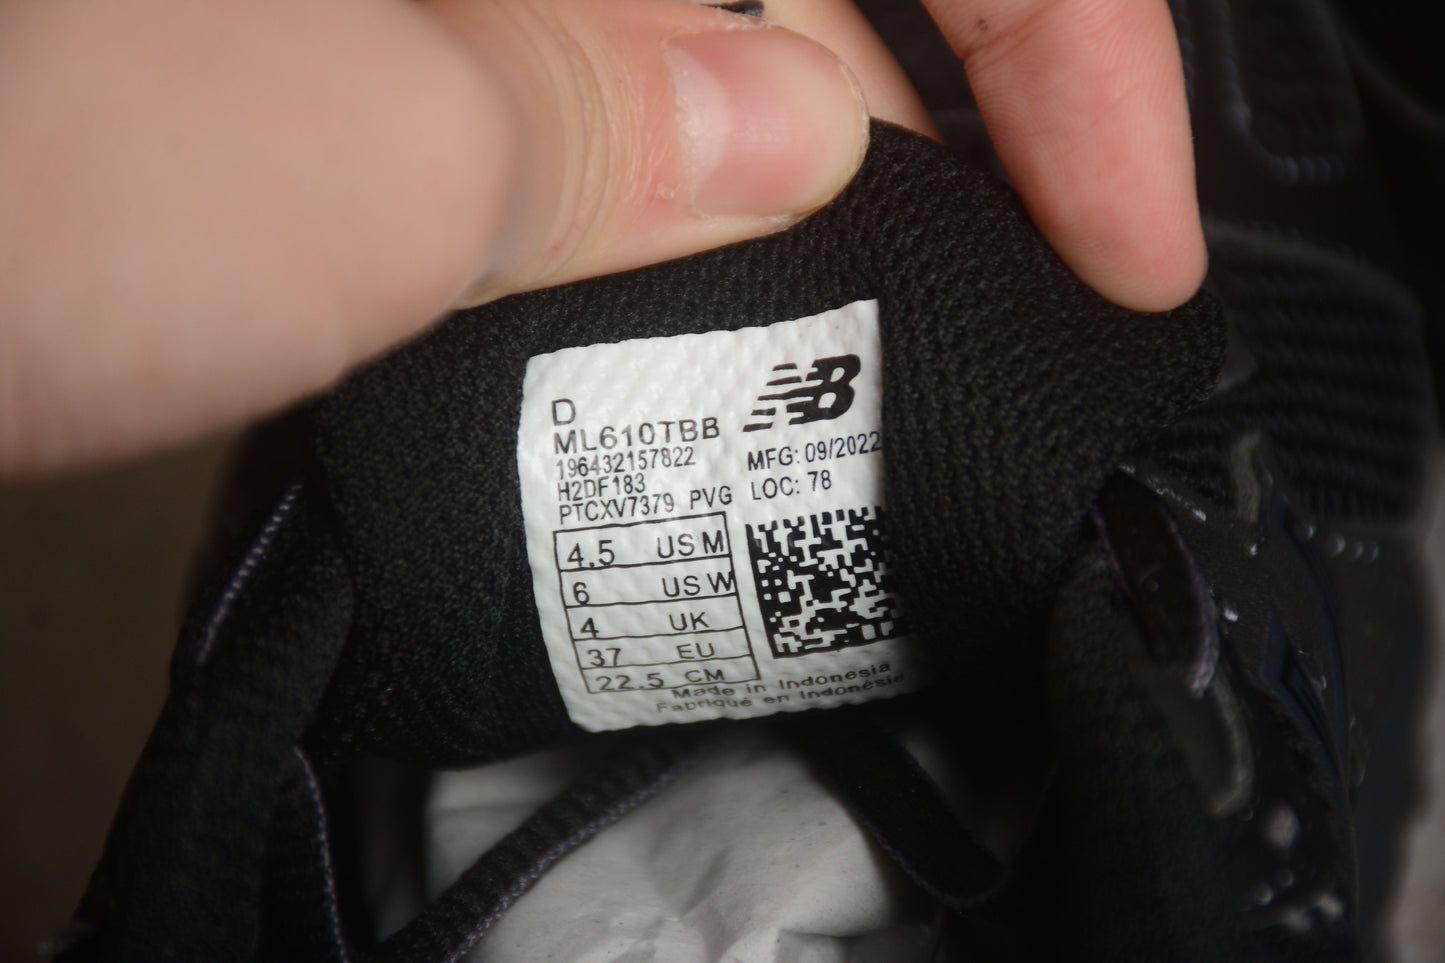 D
ML610TBB
196432157822
H2DF183
PTCXV7379 PVG
NB
MFG: 09/2022
LOC: 78
4.5 US M
6 US W
4 UK
37 EU
22.5 CM
Made in Indonesia
Fabriqué en Indonésie